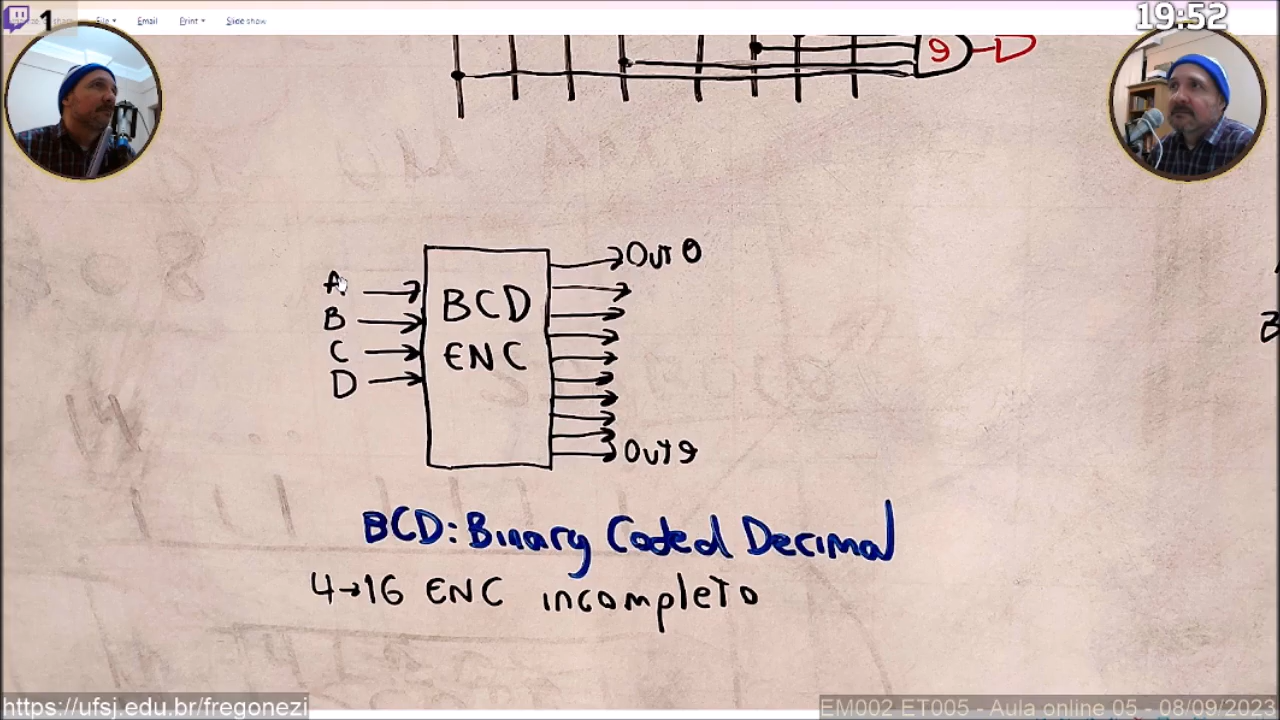 1 File Email Print Slide show
19:52
9
A
B
C
D
BCD
ENC
OUT 0
OUT 9
BCD: Binary Coded Decimal
4→16 ENC incompleto
https://ufsj.edu.br/fregonezi
EM002 ET005 - Aula online 05 - 08/09/2023